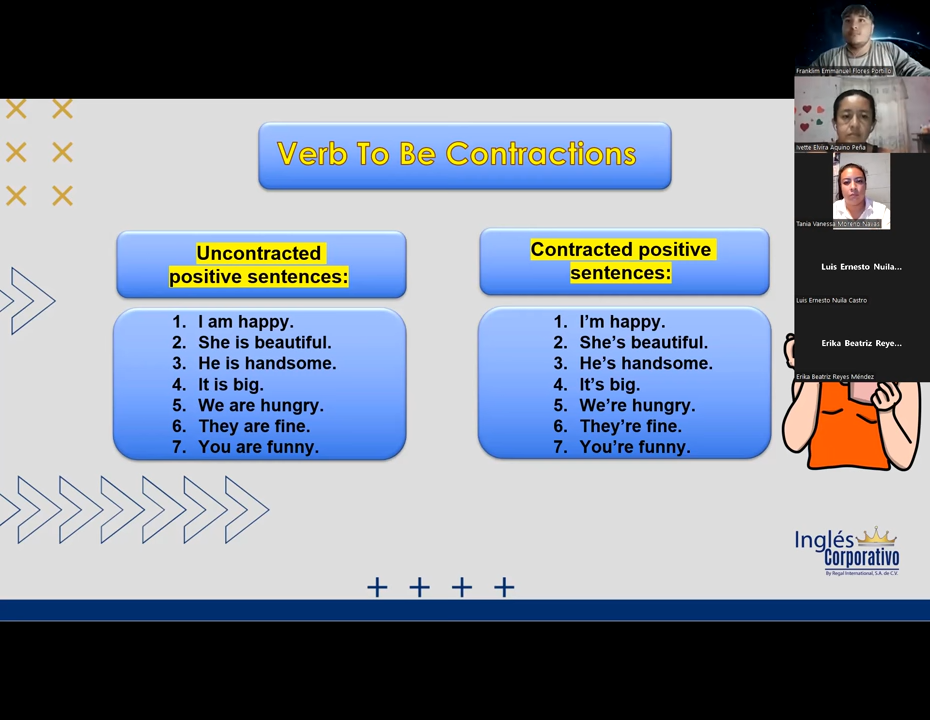 Verb To Be Contractions
Uncontracted
positive sentences:
1. I am happy.
2. She is beautiful.
3. He is handsome.
4. It is big.
5. We are hungry.
6. They are fine.
7. You are funny.
Contracted positive
sentences:
1. I’m happy.
2. She’s beautiful.
3. He’s handsome.
4. It’s big.
5. We’re hungry.
6. They’re fine.
7. You’re funny.
Franklim Emmanuel Flores Portillo
Ivette Elvira Aquino Peña
Tania Vanessa Moreno Navas
Luis Ernesto Nuila...
Luis Ernesto Nuila Castro
Erika Beatriz Reye...
Erika Beatriz Reyes Méndez
Inglés
Corporativo
By Regal International, S.A. de C.V.